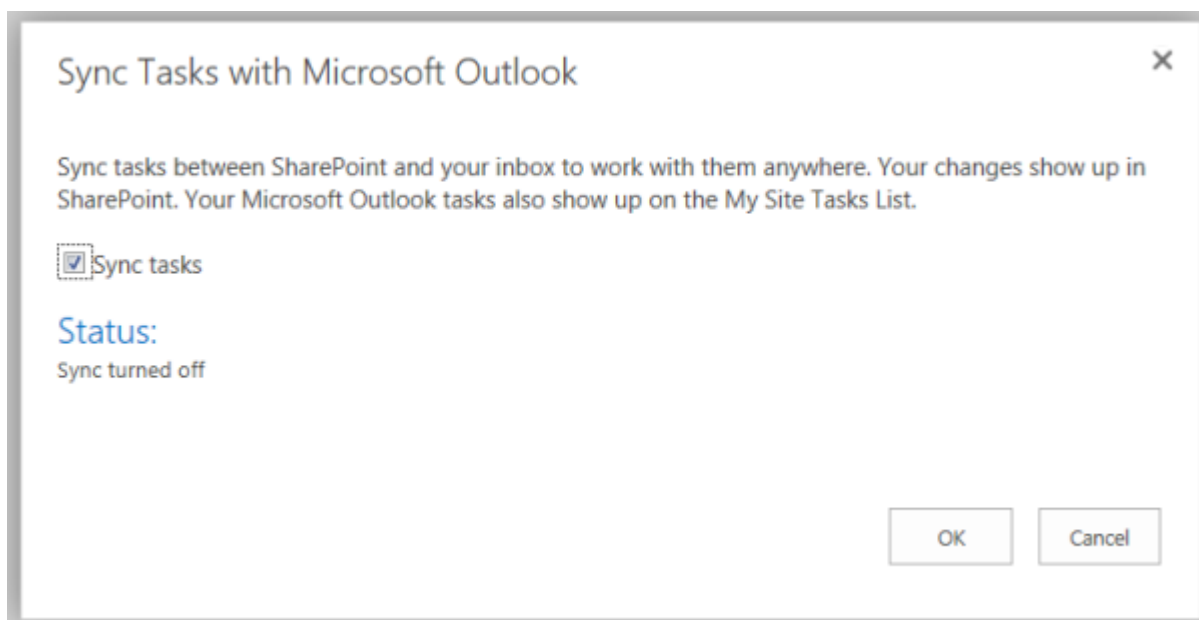 Sync Tasks with Microsoft Outlook
Sync tasks between SharePoint and your inbox to work with them anywhere. Your changes show up in
SharePoint. Your Microsoft Outlook tasks also show up on the My Site Tasks List.
Sync tasks
Status:
Sync turned off
OK
Cancel